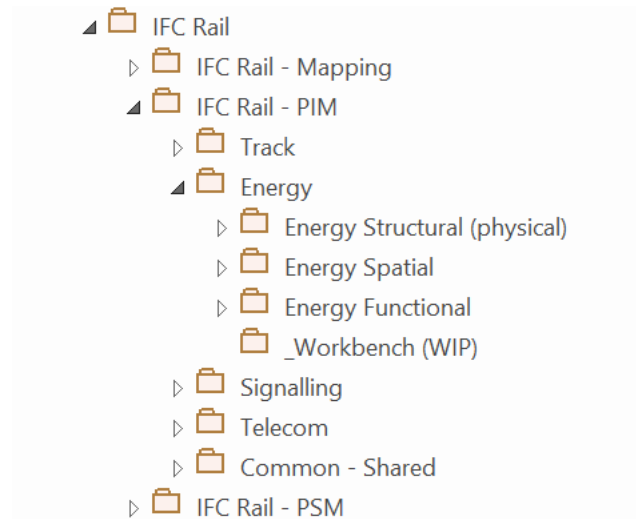 IFC Rail
IFC Rail - Mapping
IFC Rail - PIM
Track
Energy
Energy Structural (physical)
Energy Spatial
Energy Functional
_Workbench (WIP)
Signalling
Telecom
Common - Shared
IFC Rail - PSM